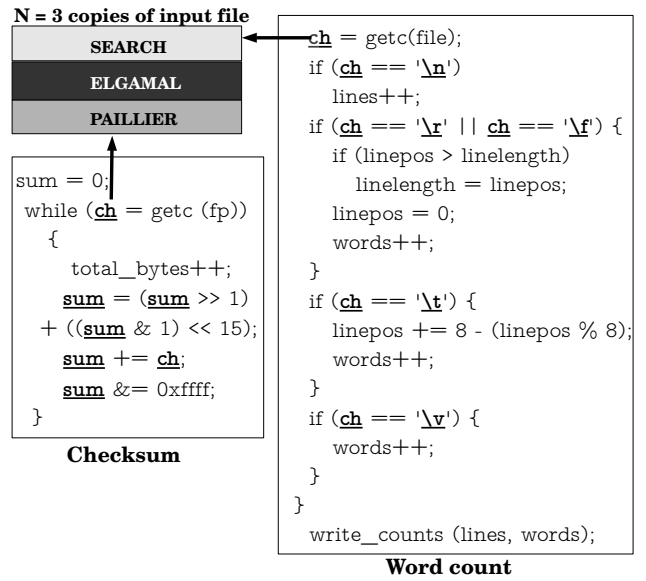 N = 3 copies of input file
SEARCH
ELGAMAL
PAILLIER
sum = 0;
while (ch = getc (fp))
{
total_bytes++;
sum = (sum >> 1)
+ ((sum & 1) << 15);
sum += ch;
sum &= 0xffff;
}
Checksum
ch = getc(file);
if (ch == '\n')
lines++;
if (ch == '\r' || ch == '\f') {
if (linepos > linelength)
linelength = linepos;
linepos = 0;
words++;
}
if (ch == '\t') {
linepos += 8 - (linepos % 8);
words++;
}
if (ch == '\v') {
words++;
}
}
write_counts (lines, words);
Word count